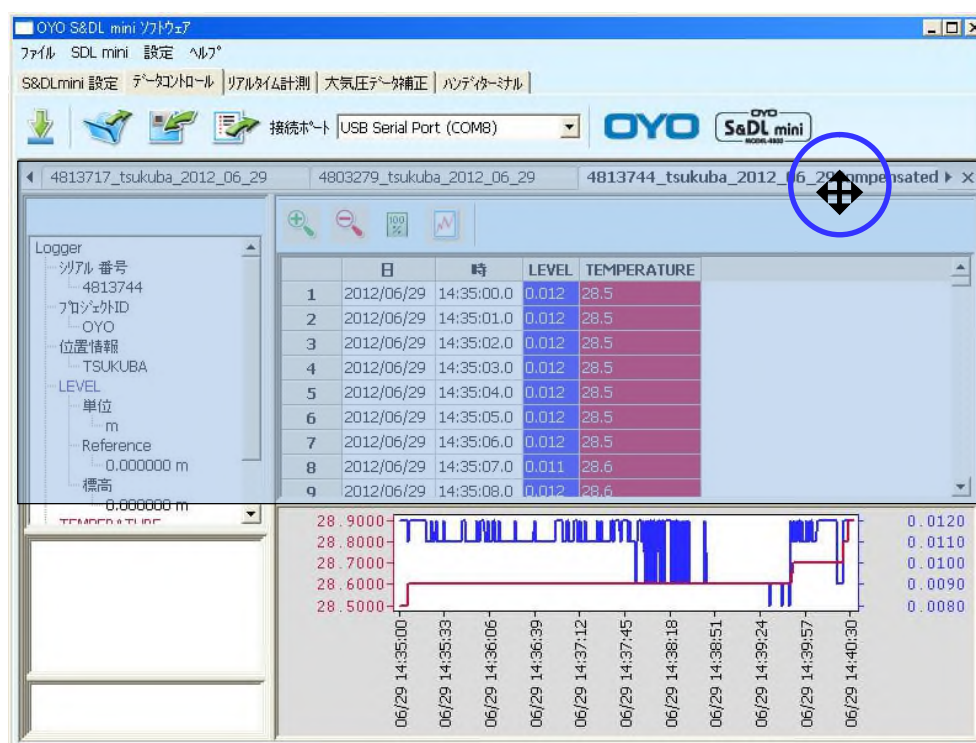 OYO S&DL mini ソフトウェア
ファイル SDL mini 設定 ヘルプ
S&DLmini 設定 データコントロール リアルタイム計測 大気圧データ補正 ハンディターミナル
接続ポート USB Serial Port (COM8) OYO OYO S&DL mini MODEL-4800
4813717_tsukuba_2012_06_29 4803279_tsukuba_2012_06_29 4813744_tsukuba_2012_06_29 ompensated
100 %
Logger
シリアル 番号
4813744
プロジェクトID
OYO
位置情報
TSUKUBA
LEVEL
単位
m
Reference
0.000000 m
標高
0.000000 m
TEMPERATURE
日 時 LEVEL TEMPERATURE
1 2012/06/29 14:35:00.0 0.012 28.5
2 2012/06/29 14:35:01.0 0.012 28.5
3 2012/06/29 14:35:02.0 0.012 28.5
4 2012/06/29 14:35:03.0 0.012 28.5
5 2012/06/29 14:35:04.0 0.012 28.5
6 2012/06/29 14:35:05.0 0.012 28.5
7 2012/06/29 14:35:06.0 0.012 28.5
8 2012/06/29 14:35:07.0 0.011 28.6
9 2012/06/29 14:35:08.0 0.012 28.6
28.9000 0.0120
28.8000 0.0110
28.7000 0.0100
28.6000 0.0090
28.5000 0.0080
06/29 14:35:00
06/29 14:35:33
06/29 14:36:06
06/29 14:36:39
06/29 14:37:12
06/29 14:37:45
06/29 14:38:18
06/29 14:38:51
06/29 14:39:24
06/29 14:39:57
06/29 14:40:30